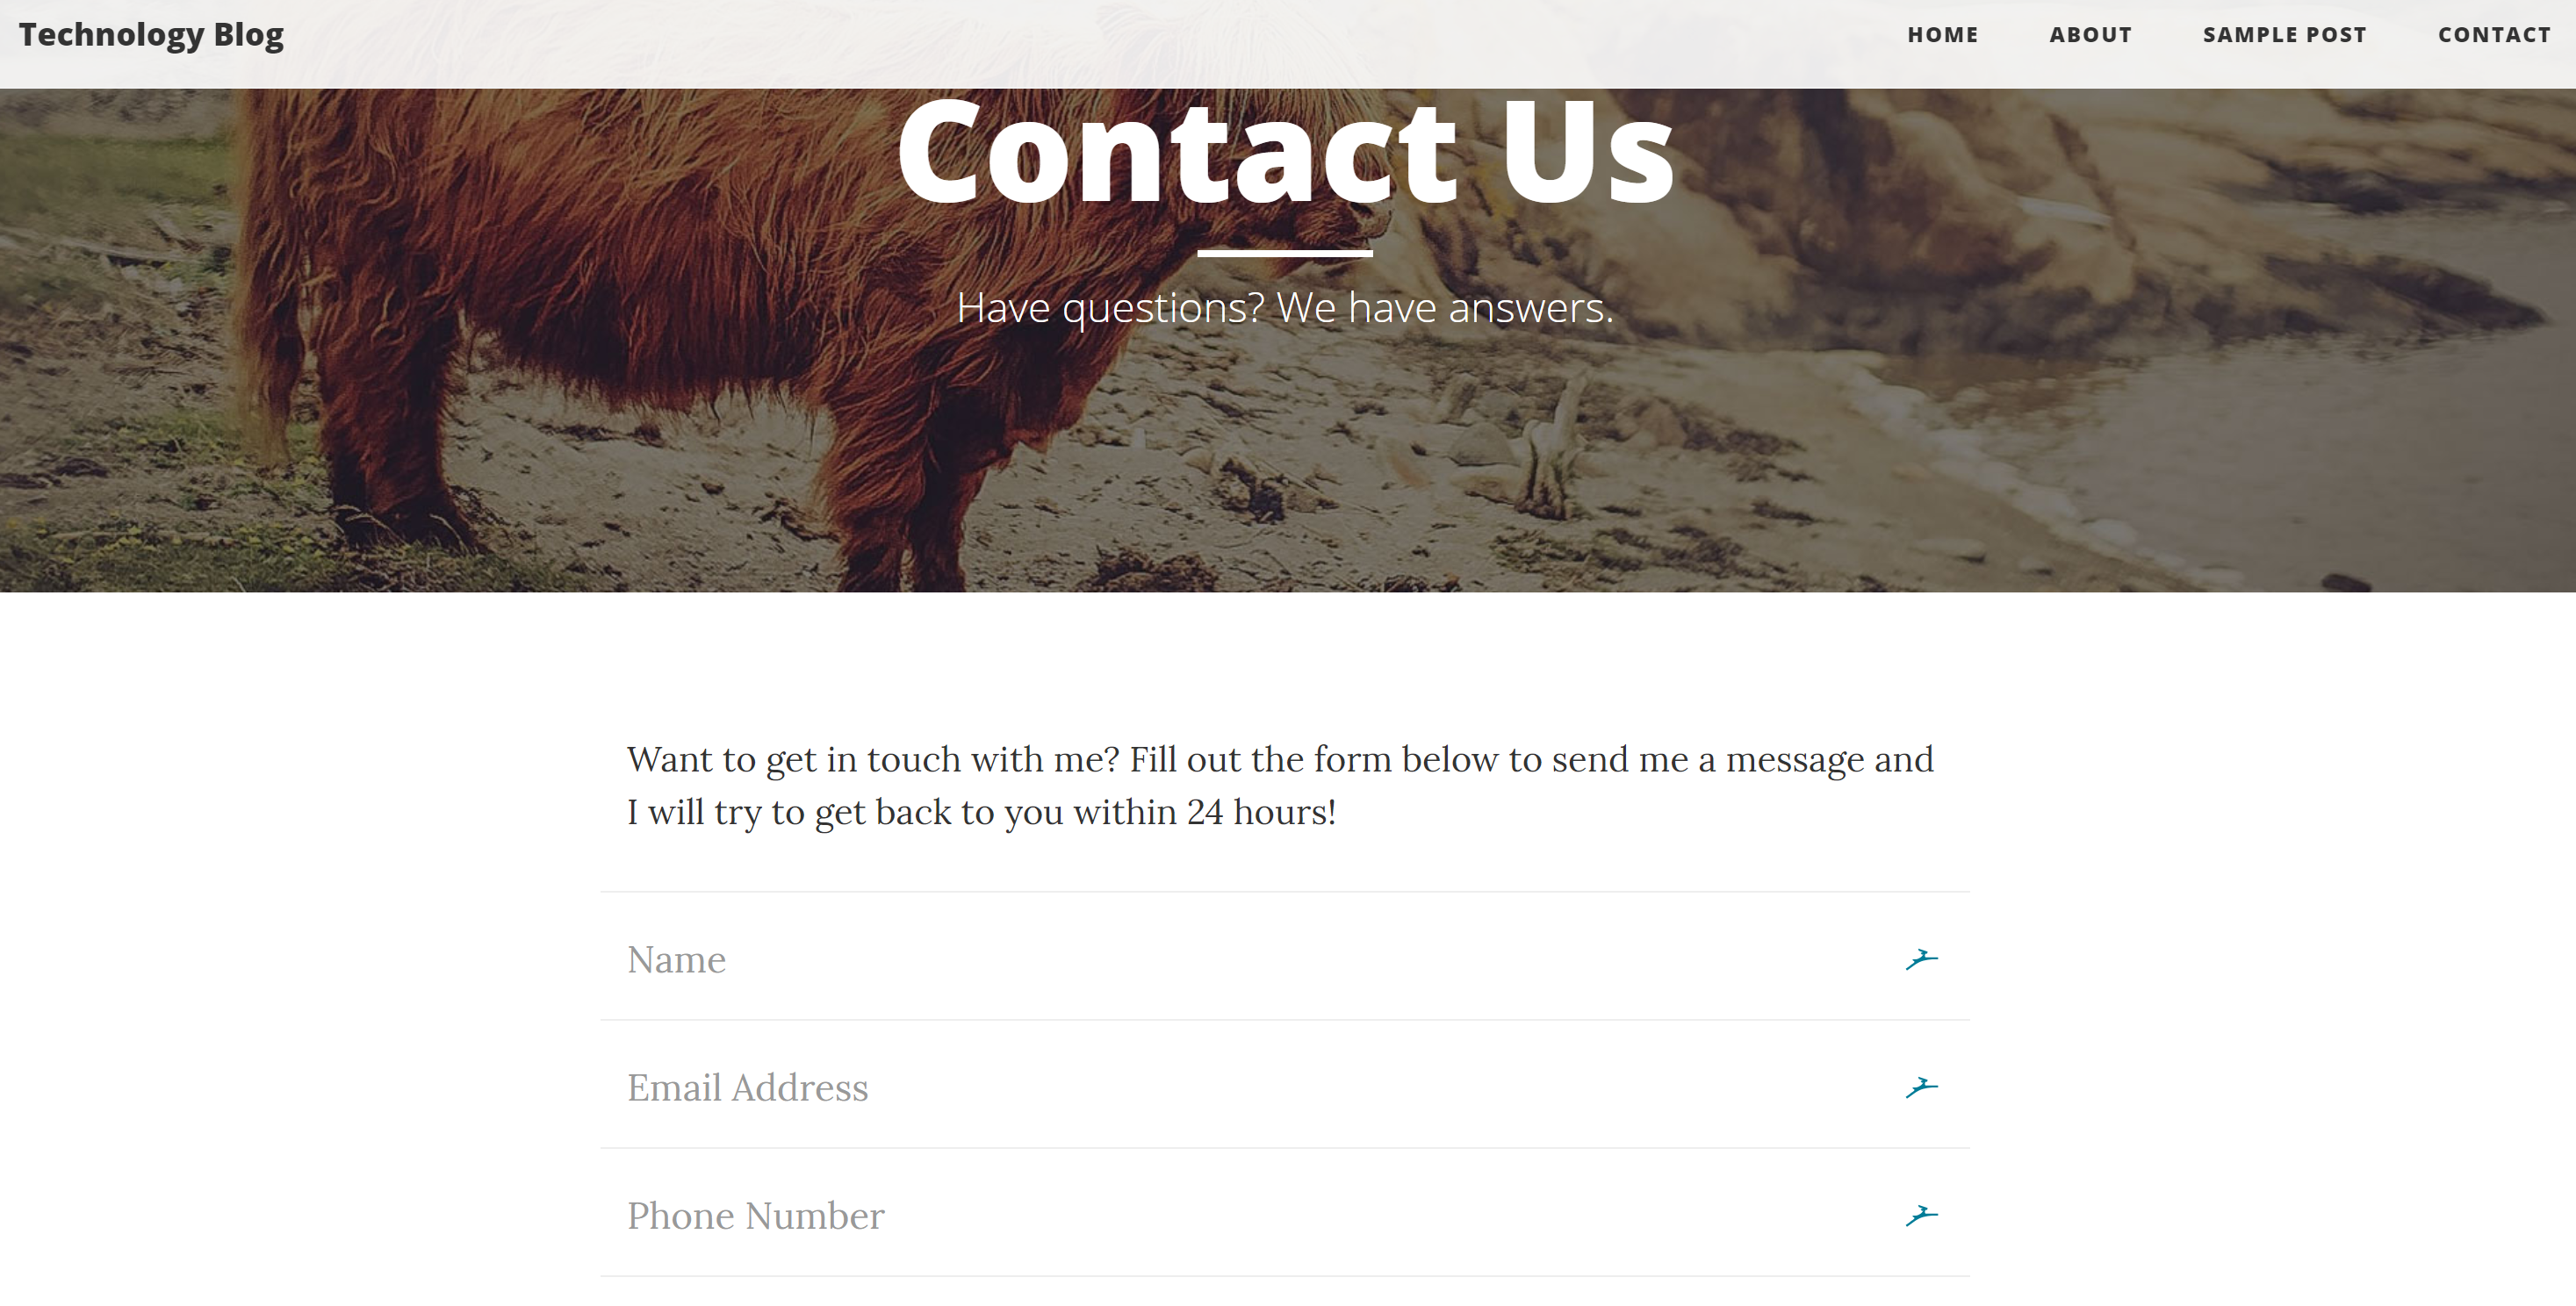 Technology Blog
HOME ABOUT SAMPLE POST CONTACT
Contact Us
Have questions? We have answers.
Want to get in touch with me? Fill out the form below to send me a message and
I will try to get back to you within 24 hours!
Name
Email Address
Phone Number